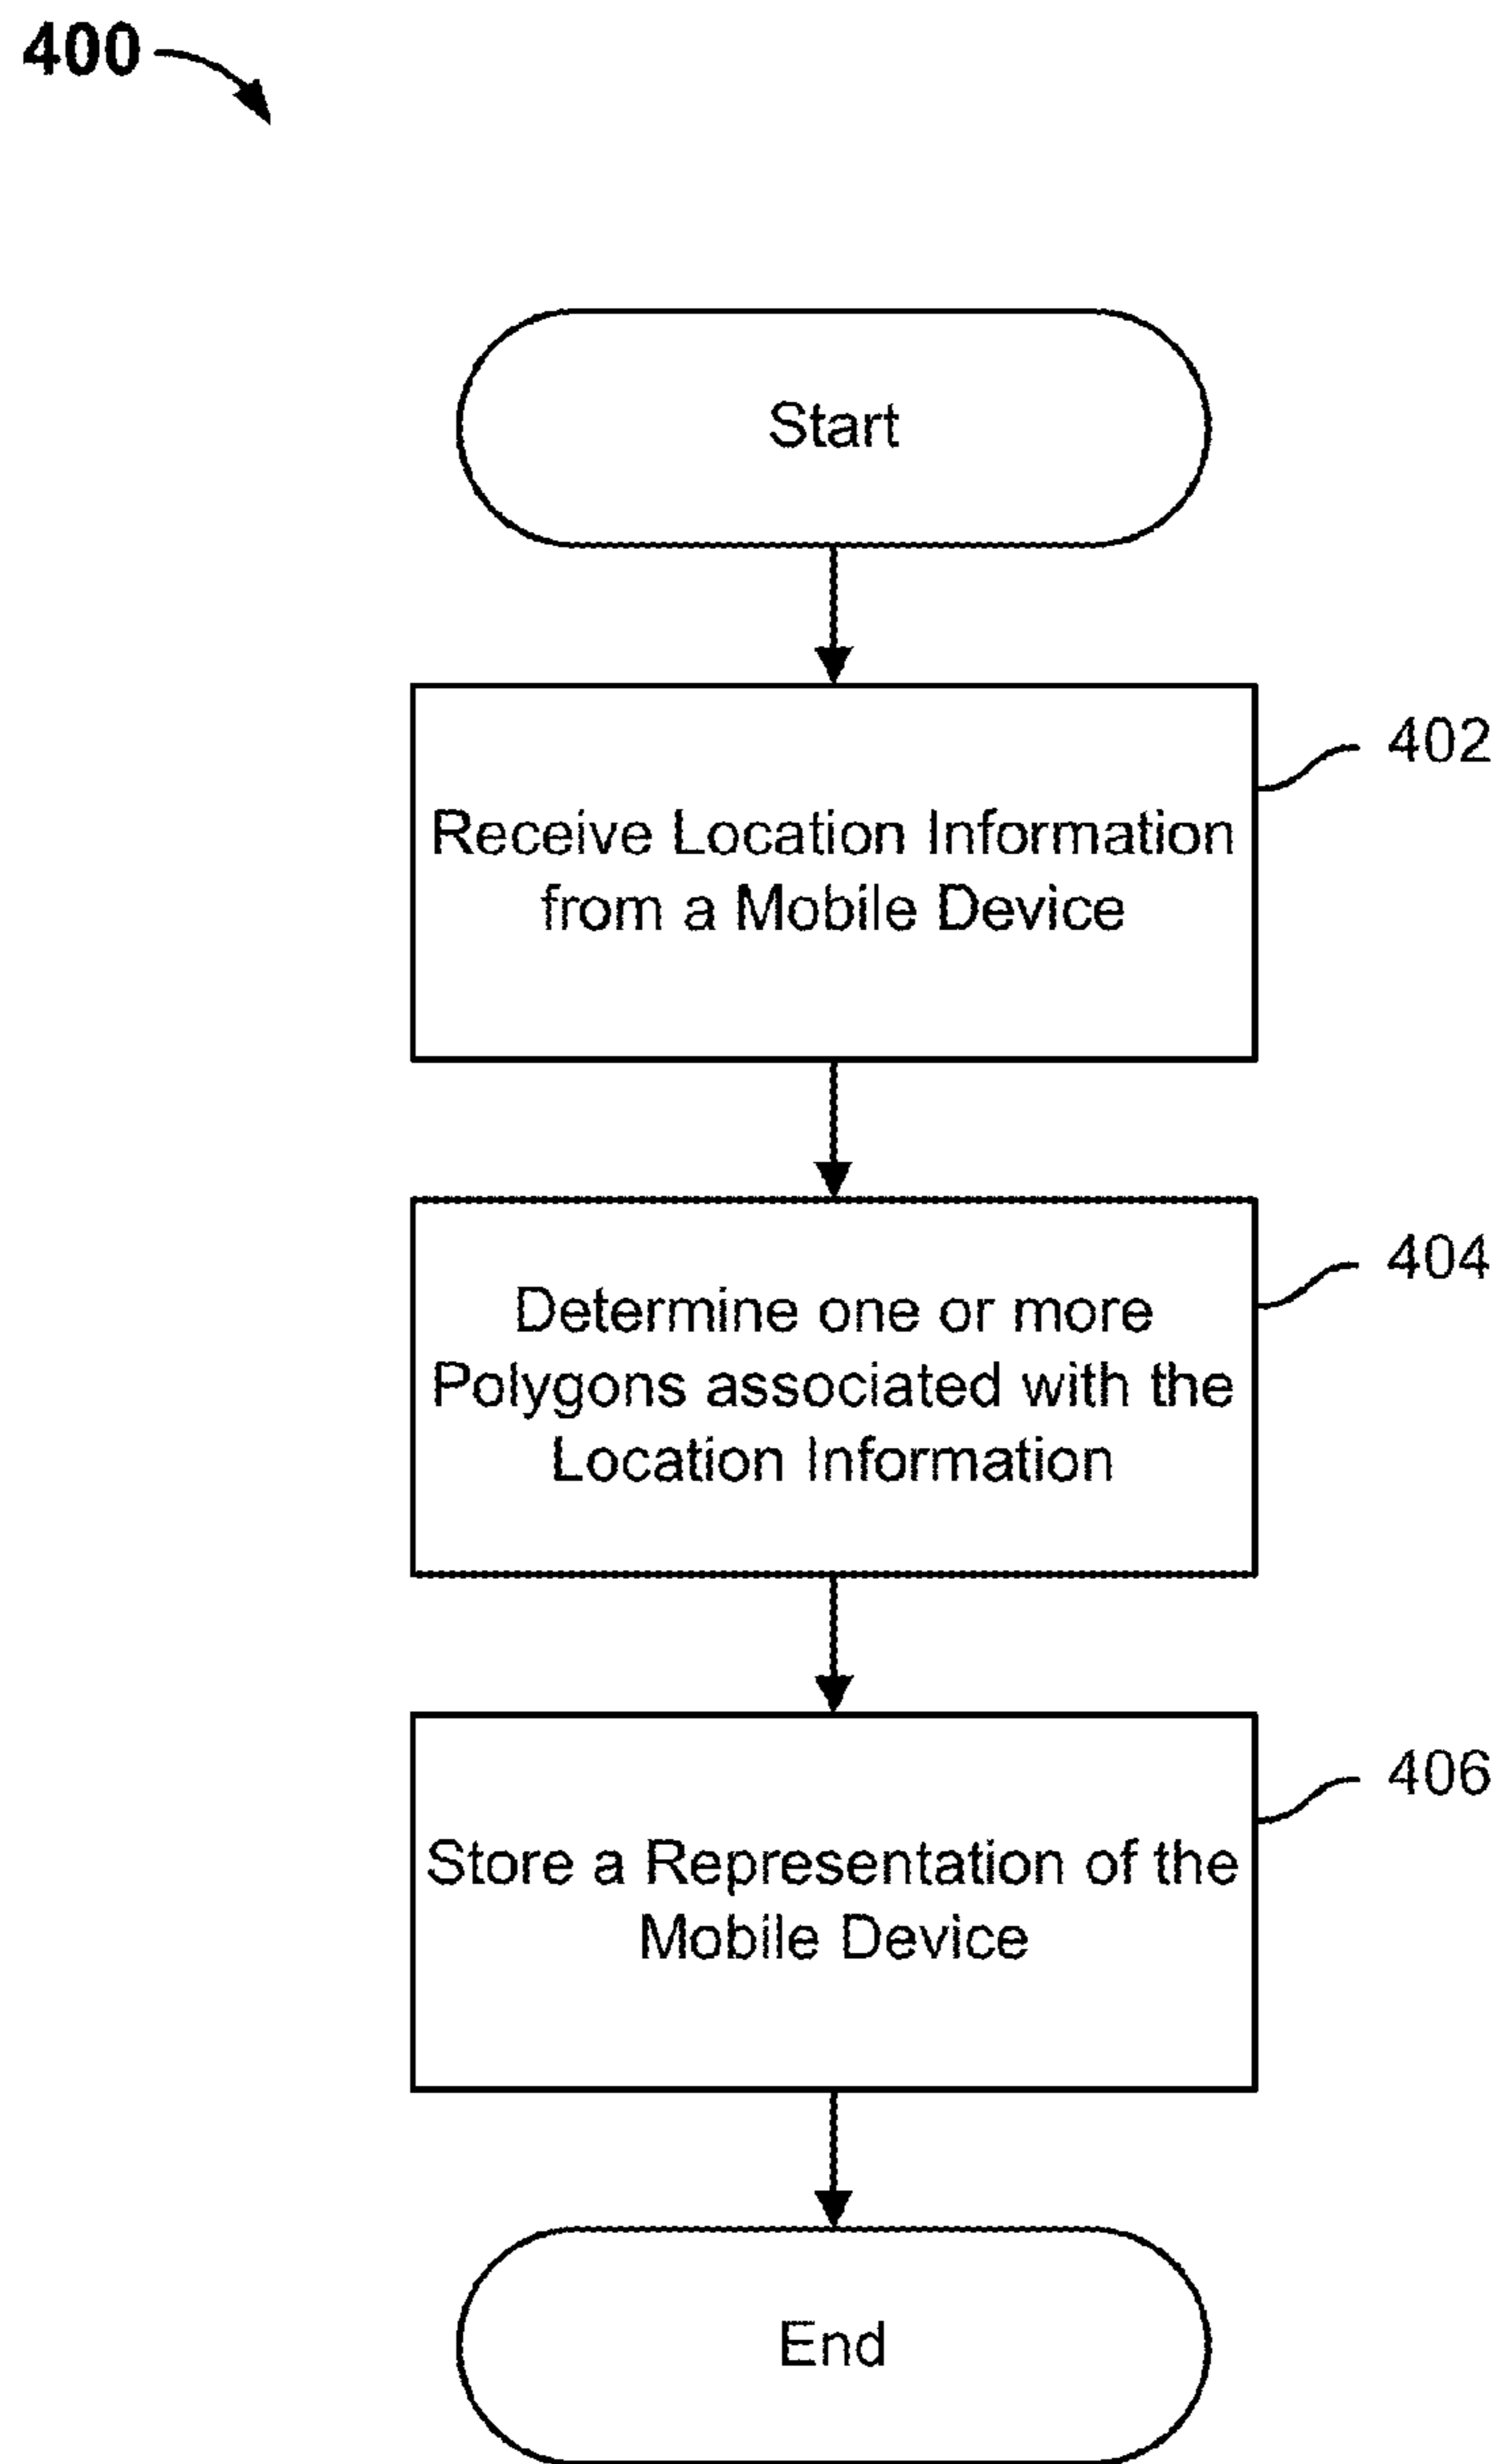 400
Start
Receive Location Information
from a Mobile Device
402
Determine one or more
Polygons associated with the
Location Information
404
Store a Representation of the
Mobile Device
406
End